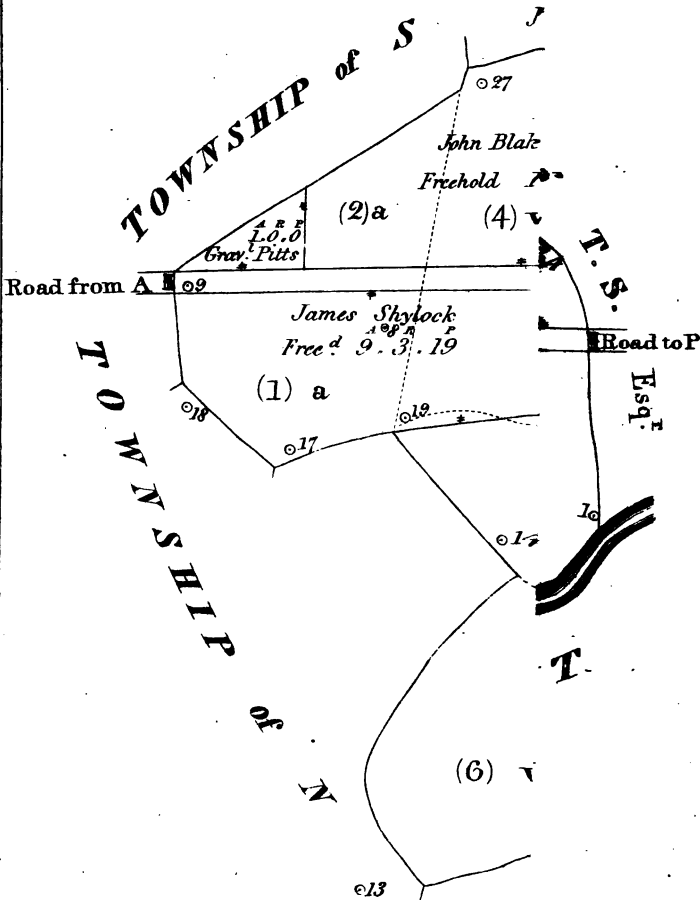 TOWNSHIP of S
27
John Blak
Freehold
(2) a
(4)
A R P
1.0.0
Grav.l Pitts
T. S.
Road from A
9
James Shylock
A R P
Free d. 9.3.19
8
Road to P
Esq.r
(1) a
18
17
19
TOWNSHIP of N
T
(6)
13